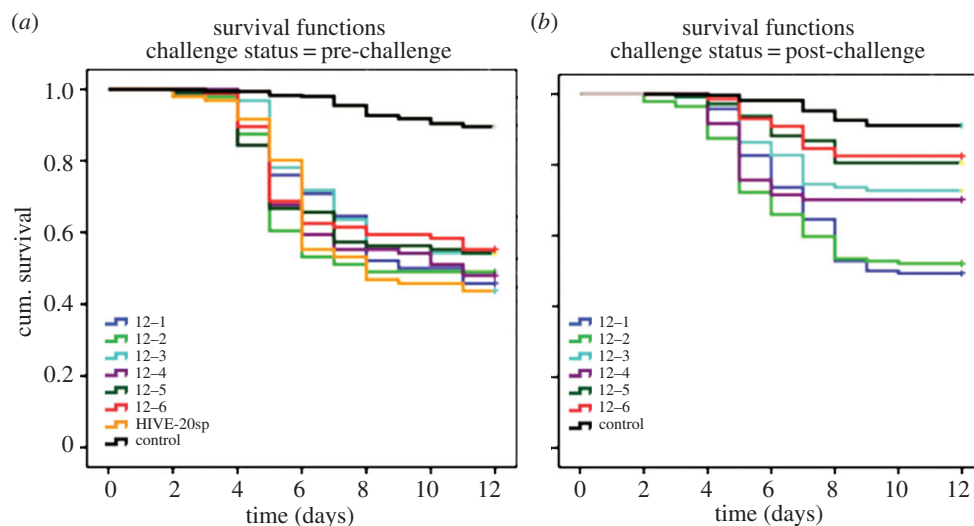 (a)
survival functions
challenge status = pre-challenge
cum. survival
1.0
0.8
0.6
0.4
0.2
0
12–1
12–2
12–3
12–4
12–5
12–6
HIVE-20sp
control
0 2 4 6 8 10 12
time (days)
(b)
survival functions
challenge status = post-challenge
12–1
12–2
12–3
12–4
12–5
12–6
control
0 2 4 6 8 10 12
time (days)